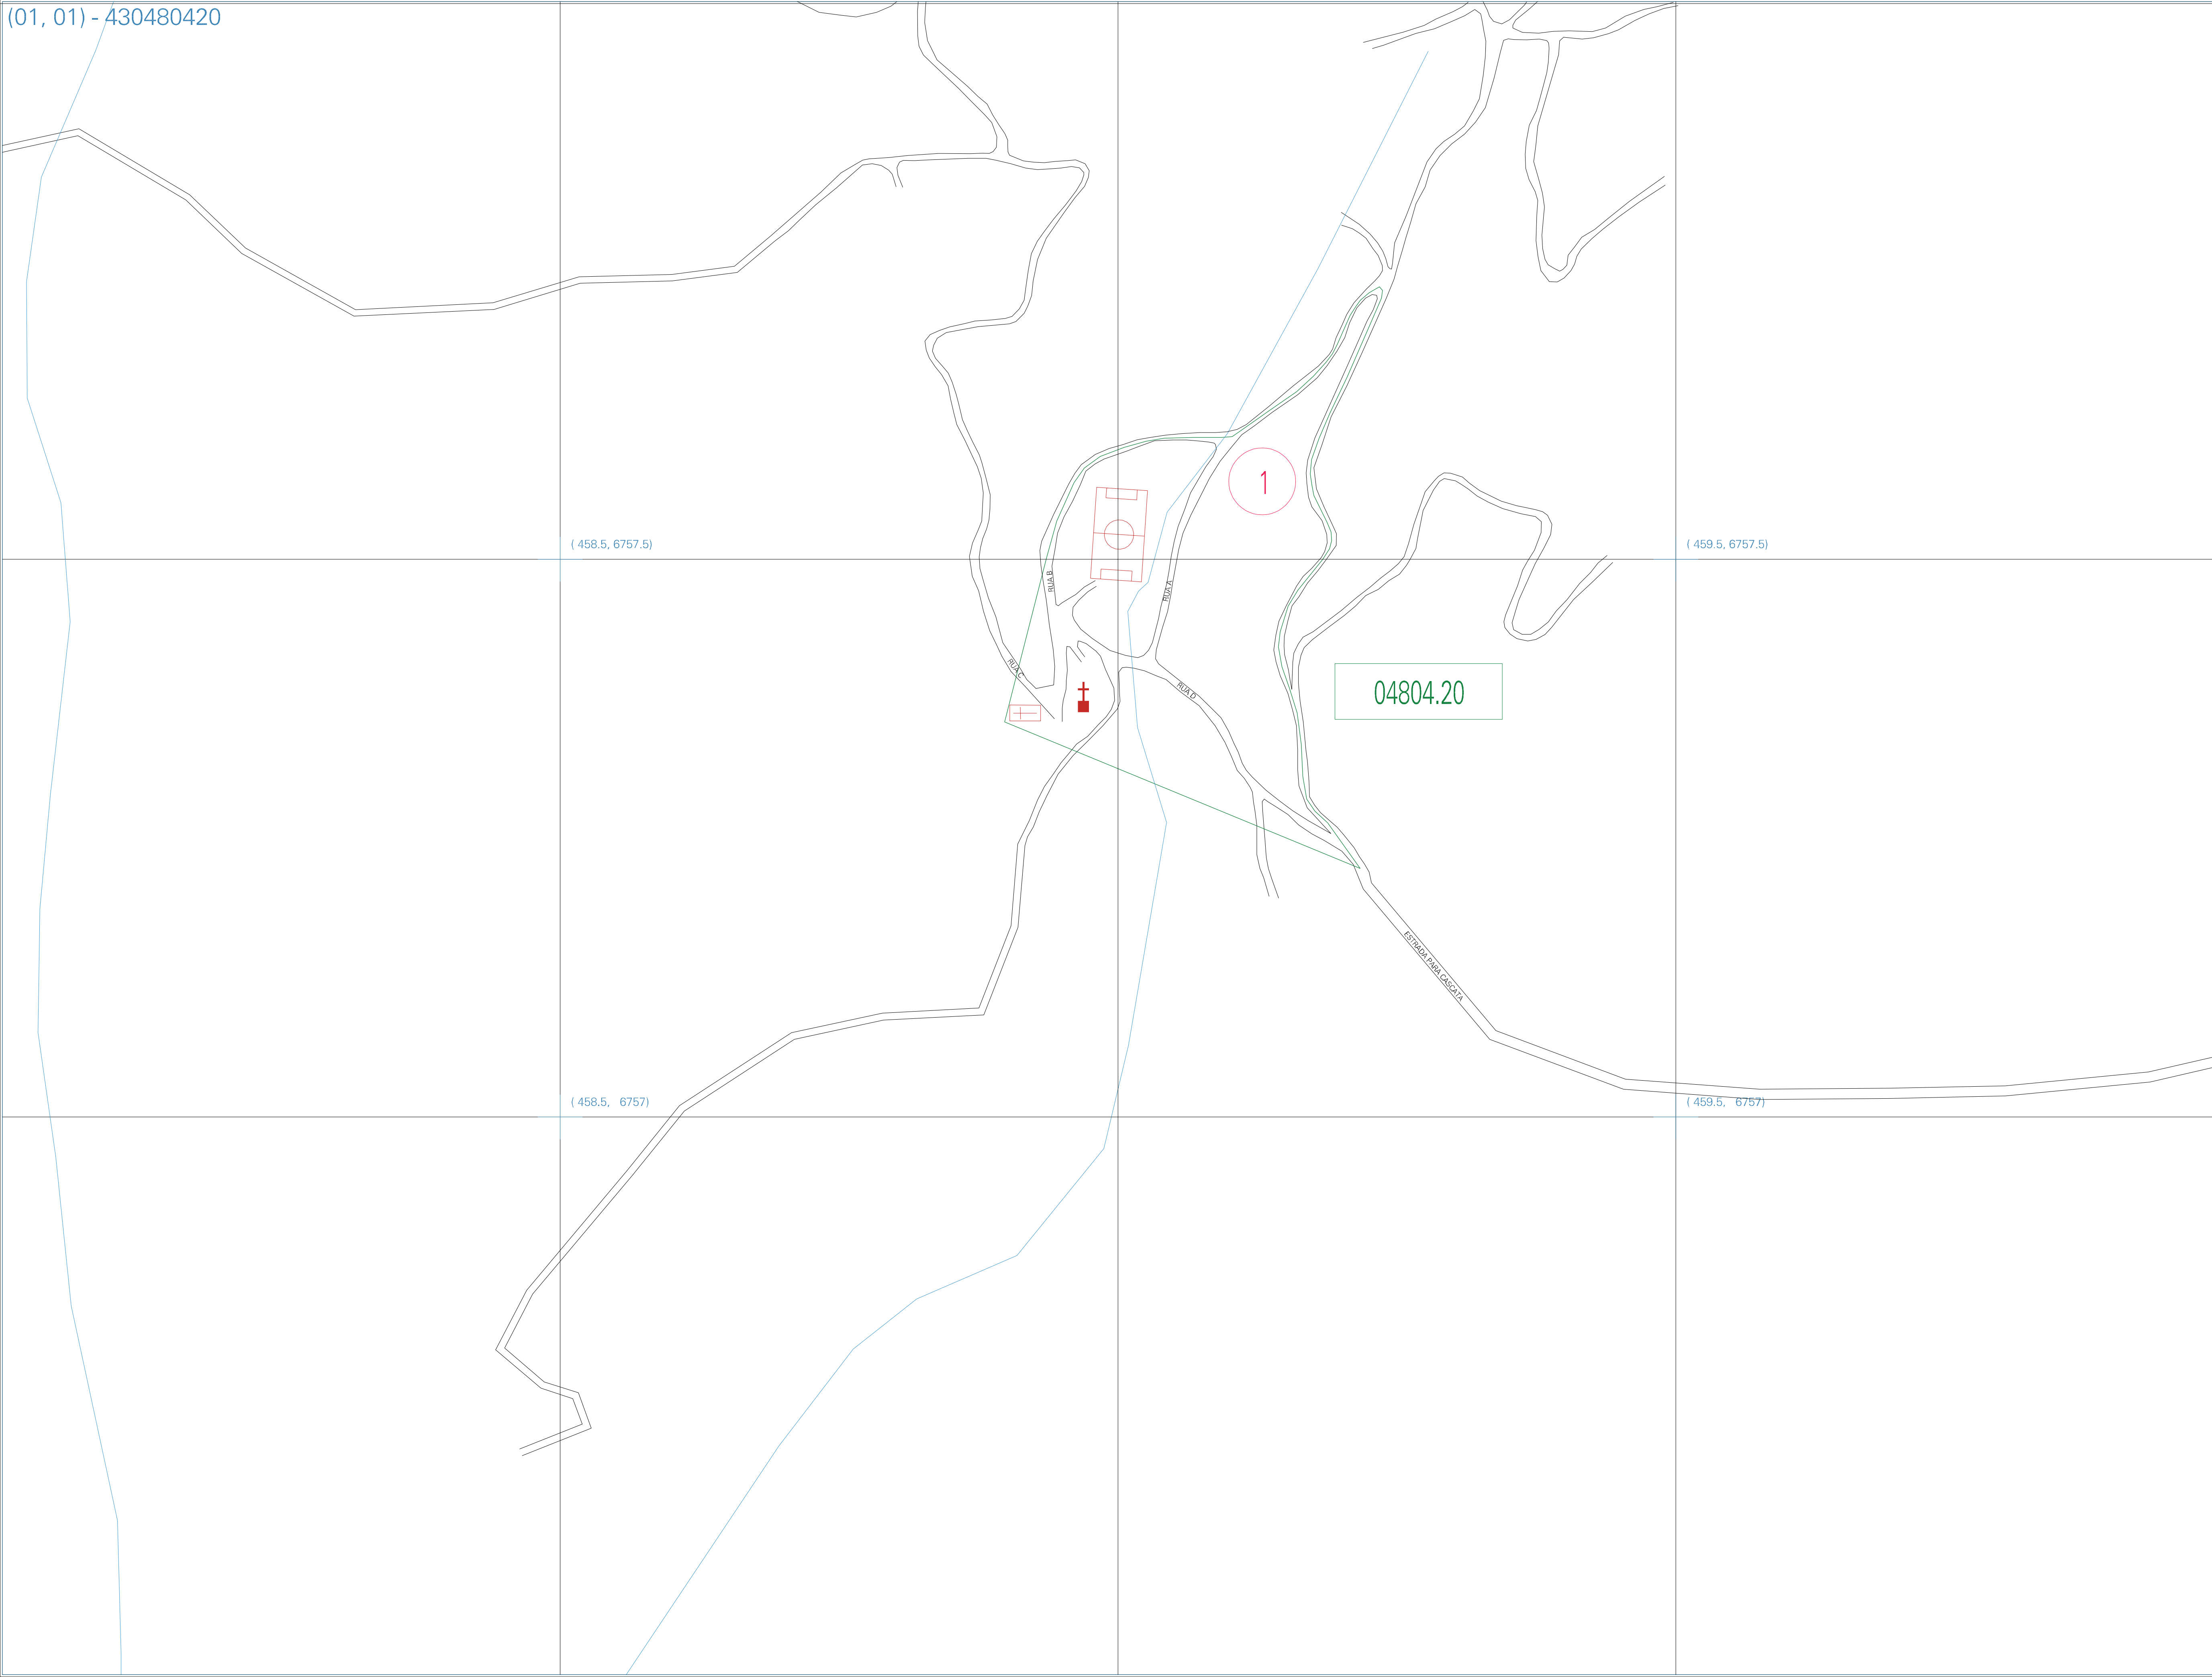 (01, 01) - 430480420
1
( 458.5, 6757.5)
( 459.5, 6757.5)
RUA B
RUA A
RUA C
RUA D
04804.20
ESTRADA PARA CASCATA
( 458.5, 6757)
( 459.5, 6757)